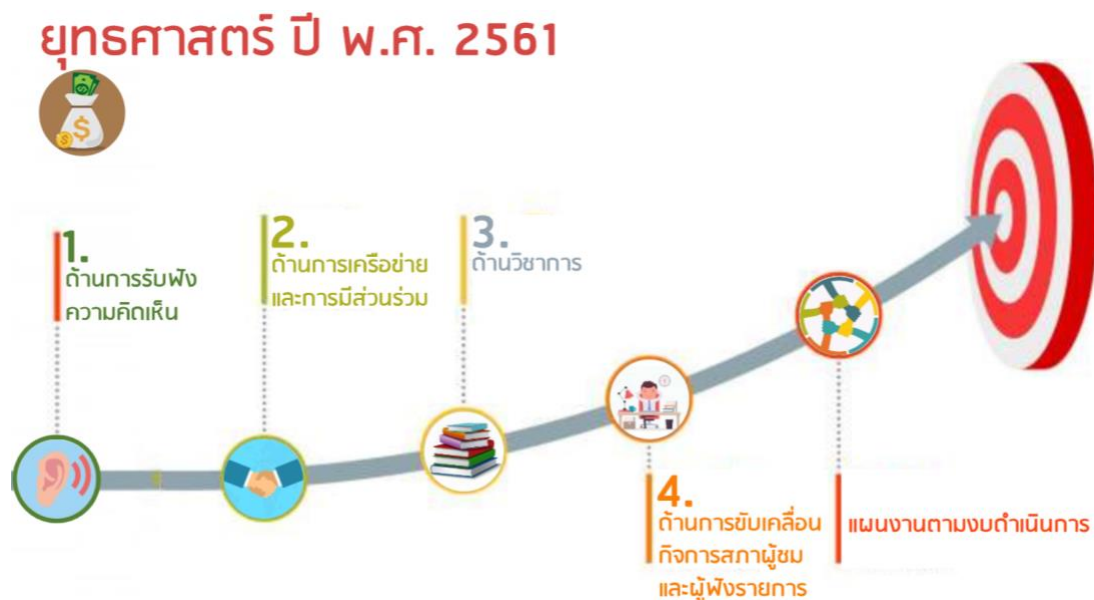 ยุทธศาสตร์ ปี พ.ศ. 2561
$
$
1.
ด้านการรับฟัง
ความคิดเห็น
2.
ด้านการเครือข่าย
และการมีส่วนร่วม
3.
ด้านวิชาการ
4.
ด้านการขับเคลื่อน
กิจการสภาผู้ชม
และผู้ฟังรายการ
แผนงานตามงบดำเนินการ